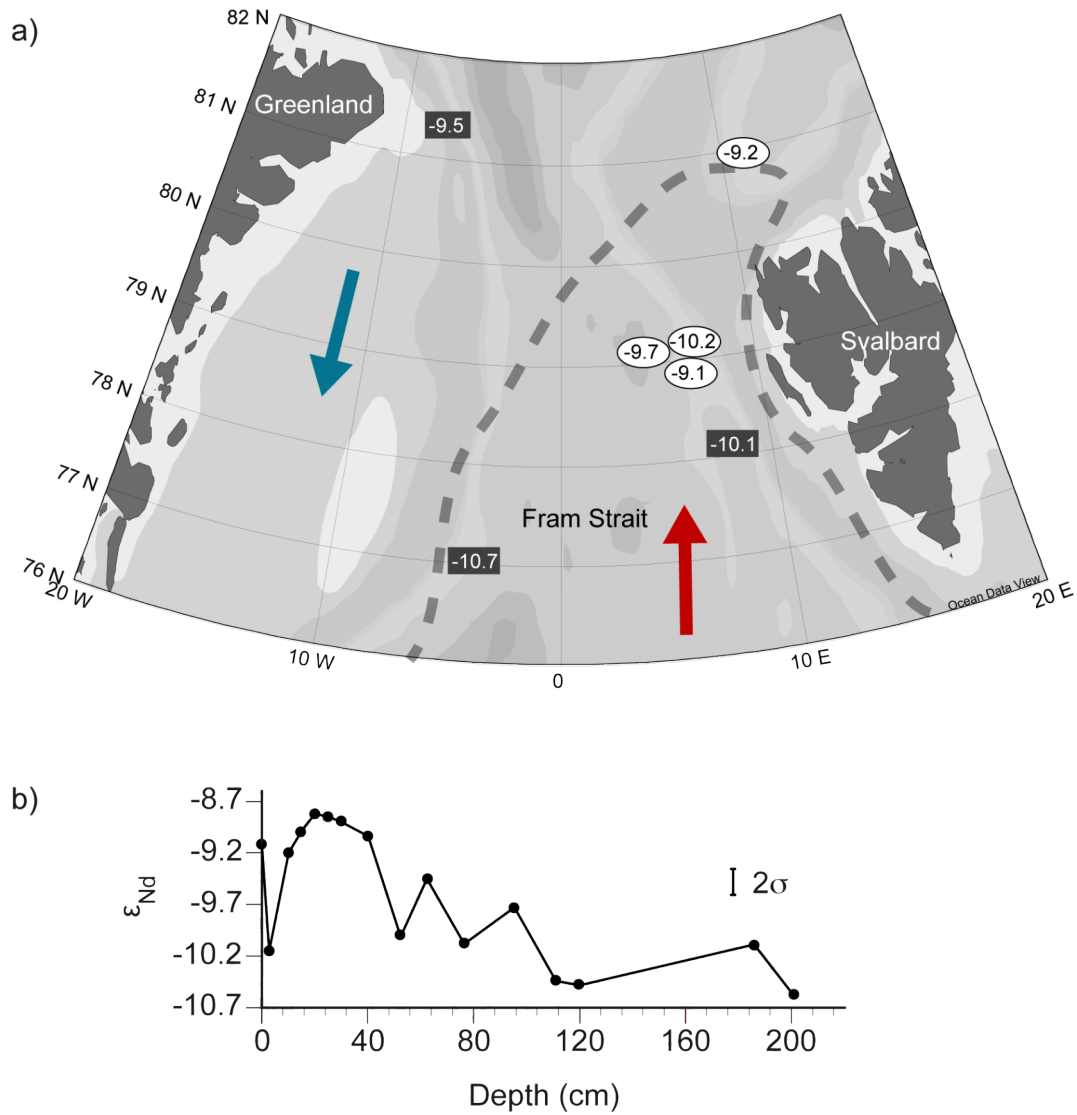 a)
82 N
81 N
80 N
79 N
78 N
77 N
76 N
20 W
10 W
0
10 E
20 E
Greenland
Svalbard
-9.5
-9.2
-9.7
-10.2
-9.1
-10.1
-10.7
Fram Strait
Ocean Data View
b)
εNd
-8.7
-9.2
-9.7
-10.2
-10.7
2σ
0
40
80
120
160
200
Depth (cm)